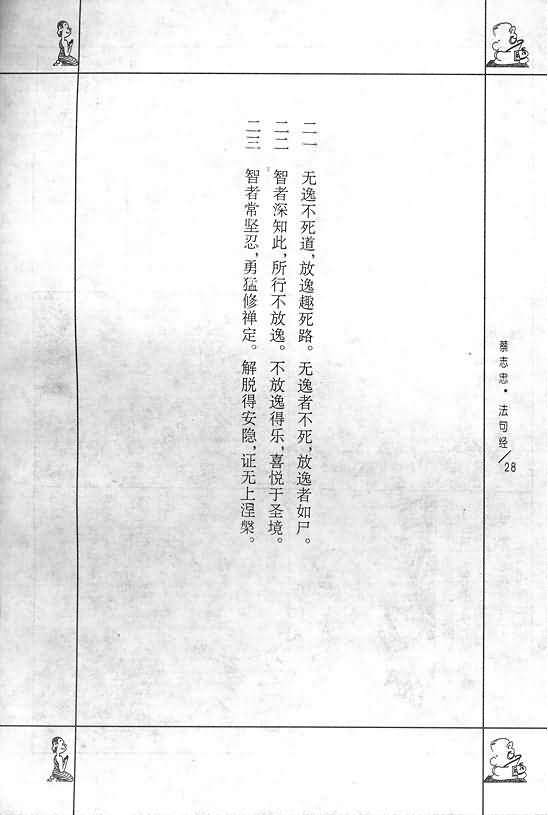 二一 无逸不死道，放逸趣死路。无逸者不死，放逸者如尸。
二二 智者深知此，所行不放逸。不放逸得乐，喜悦于圣境。
二三 智者常坚忍，勇猛修禅定。解脱得安隐，证无上涅槃。
蔡志忠·法句经/28